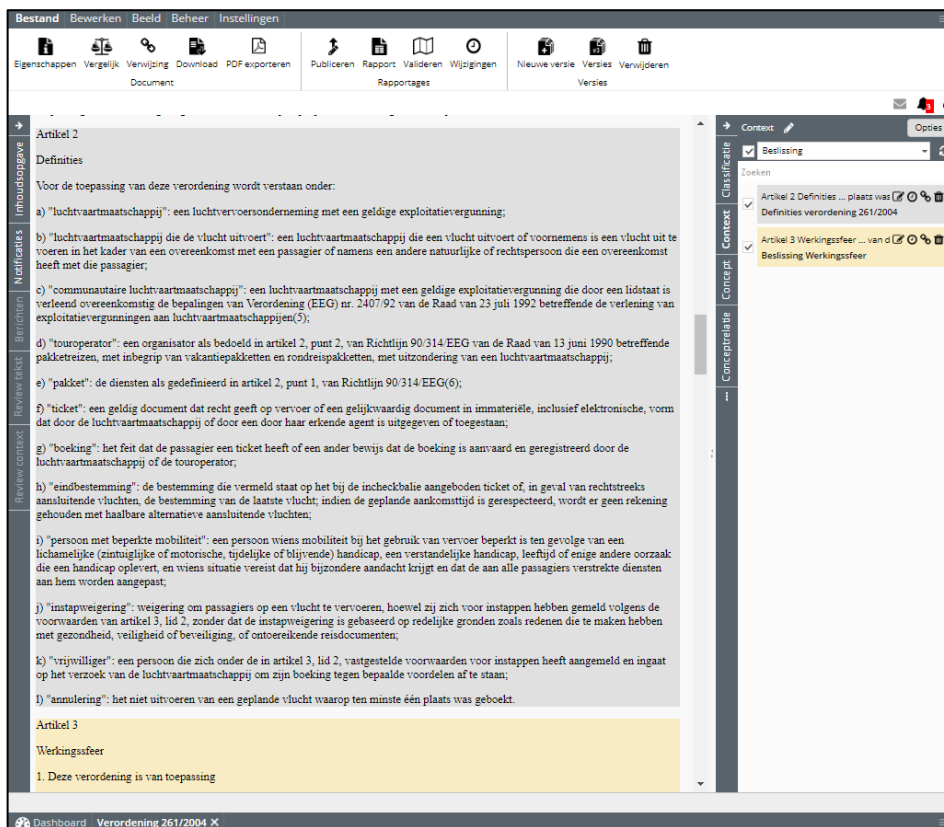 Bestand Bewerken Beeld Beheer Instellingen
Eigenschappen Vergelijk Verwijzing Download PDF exporteren Publiceren Rapport Valideren Wijzigingen Nieuwe versie Versies Verwijderen
Document Rapportages Versies
3
Inhoudsopgave
Notificaties
Berichten
Review tekst
Review context
Artikel 2
Definities
Voor de toepassing van deze verordening wordt verstaan onder:
a) "luchtvaartmaatschappij": een luchtvervoersonderneming met een geldige exploitatievergunning;
b) "luchtvaartmaatschappij die de vlucht uitvoert": een luchtvaartmaatschappij die een vlucht uitvoert of voornemens is een vlucht uit te
voeren in het kader van een overeenkomst met een passagier of namens een andere natuurlijke of rechtspersoon die een overeenkomst
heeft met die passagier;
c) "communautaire luchtvaartmaatschappij": een luchtvaartmaatschappij met een geldige exploitatievergunning die door een lidstaat is
verleend overeenkomstig de bepalingen van Verordening (EEG) nr. 2407/92 van de Raad van 23 juli 1992 betreffende de verlening van
exploitatievergunningen aan luchtvaartmaatschappijen(5);
d) "touroperator": een organisator als bedoeld in artikel 2, punt 2, van Richtlijn 90/314/EEG van de Raad van 13 juni 1990 betreffende
pakketreizen, met inbegrip van vakantiepakketten en rondreispakketten, met uitzondering van een luchtvaartmaatschappij;
e) "pakket": de diensten als gedefinieerd in artikel 2, punt 1, van Richtlijn 90/314/EEG(6);
f) "ticket": een geldig document dat recht geeft op vervoer of een gelijkwaardig document in immateriële, inclusief elektronische, vorm
dat door de luchtvaartmaatschappij of door een door haar erkende agent is uitgegeven of toegestaan;
g) "boeking": het feit dat de passagier een ticket heeft of een ander bewijs dat de boeking is aanvaard en geregistreerd door de
luchtvaartmaatschappij of de touroperator;
h) "eindbestemming": de bestemming die vermeld staat op het bij de incheckbalie aangeboden ticket of, in geval van rechtstreeks
aansluitende vluchten, de bestemming van de laatste vlucht; indien de geplande aankomsttijd is gerespecteerd, wordt er geen rekening
gehouden met haalbare alternatieve aansluitende vluchten;
i) "persoon met beperkte mobiliteit": een persoon wiens mobiliteit bij het gebruik van vervoer beperkt is ten gevolge van een
lichamelijke (zintuiglijke of motorische, tijdelijke of blijvende) handicap, een verstandelijke handicap, leeftijd of enige andere oorzaak
die een handicap oplevert, en wiens situatie vereist dat hij bijzondere aandacht krijgt en dat de aan alle passagiers verstrekte diensten
aan hem worden aangepast;
j) "instapweigering": weigering om passagiers op een vlucht te vervoeren, hoewel zij zich voor instappen hebben gemeld volgens de
voorwaarden van artikel 3, lid 2, zonder dat de instapweigering is gebaseerd op redelijke gronden zoals redenen die te maken hebben
met gezondheid, veiligheid of beveiliging, of ontoereikende reisdocumenten;
k) "vrijwilliger": een persoon die zich onder de in artikel 3, lid 2, vastgestelde voorwaarden voor instappen heeft aangemeld en ingaat
op het verzoek van de luchtvaartmaatschappij om zijn boeking tegen bepaalde voordelen af te staan;
l) "annulering": het niet uitvoeren van een geplande vlucht waarop ten minste één plaats was geboekt.
Artikel 3
Werkingssfeer
1. Deze verordening is van toepassing
Classificatie
Context
Concept
Conceptrelatie
Context Opties
Beslissing
Zoeken
Artikel 2 Definities ... plaats was
Definities verordening 261/2004
Artikel 3 Werkingssfeer ... van d
Beslissing Werkingssfeer
Dashboard Verordening 261/2004 X